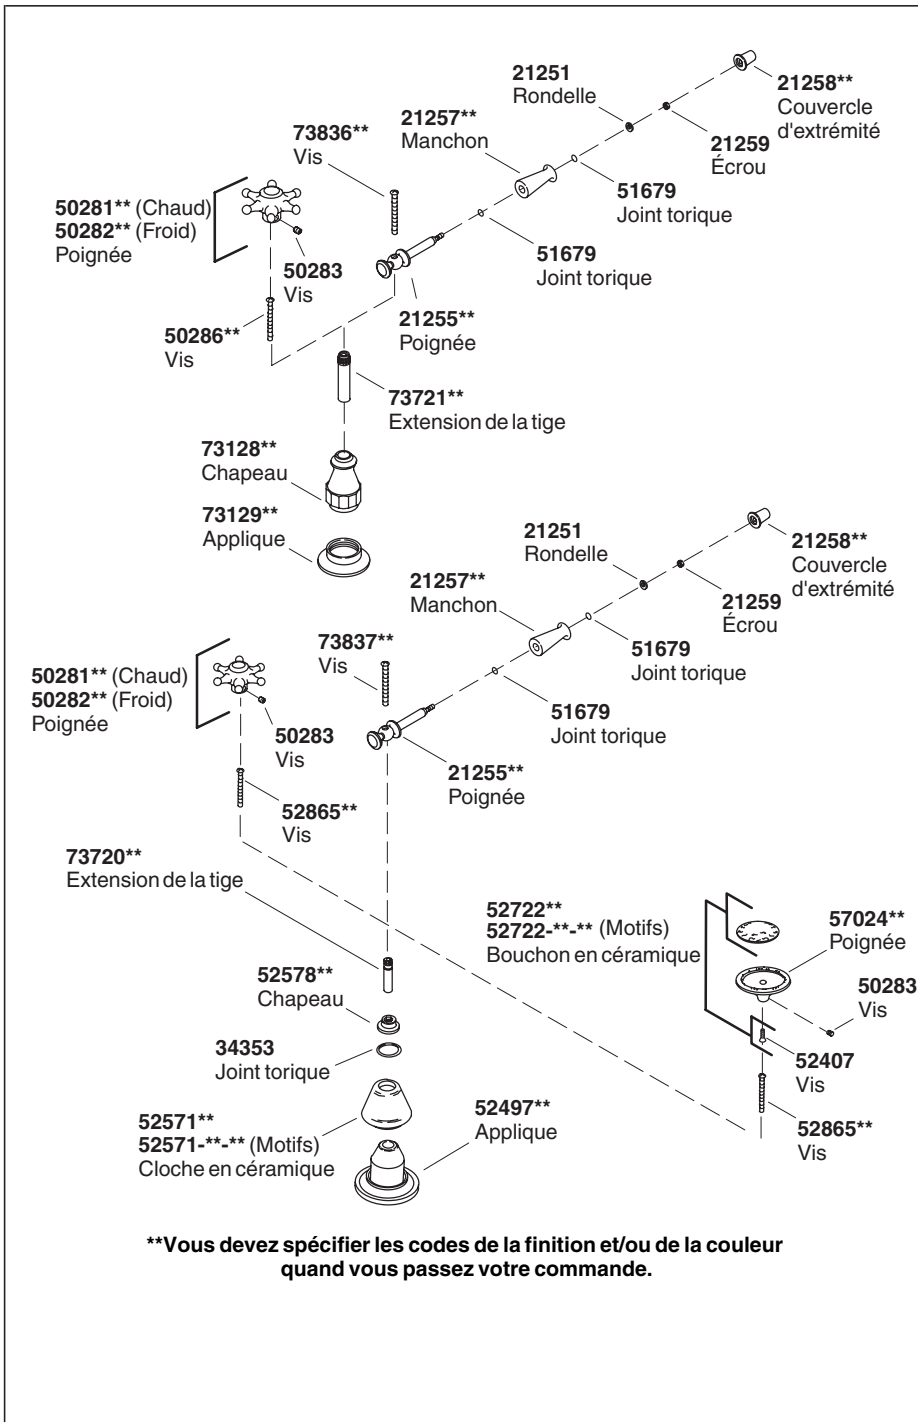 21251
Rondelle
21258**
Couvercle
d'extrémité
21257**
Manchon
73836**
Vis
21259
Écrou
51679
Joint torique
50281** (Chaud)
50282** (Froid)
Poignée
51679
Joint torique
50283
Vis
21255**
Poignée
50286**
Vis
73721**
Extension de la tige
73128**
Chapeau
73129**
Applique
21251
Rondelle
21258**
Couvercle
d'extrémité
21257**
Manchon
21259
Écrou
73837**
Vis
51679
Joint torique
50281** (Chaud)
50282** (Froid)
Poignée
51679
Joint torique
50283
Vis
21255**
Poignée
52865**
Vis
73720**
Extension de la tige
52722**
52722-**-** (Motifs)
Bouchon en céramique
57024**
Poignée
52578**
Chapeau
50283
Vis
34353
Joint torique
52407
Vis
52571**
52571-**-** (Motifs)
Cloche en céramique
52497**
Applique
52865**
Vis
**Vous devez spécifier les codes de la finition et/ou de la couleur
quand vous passez votre commande.